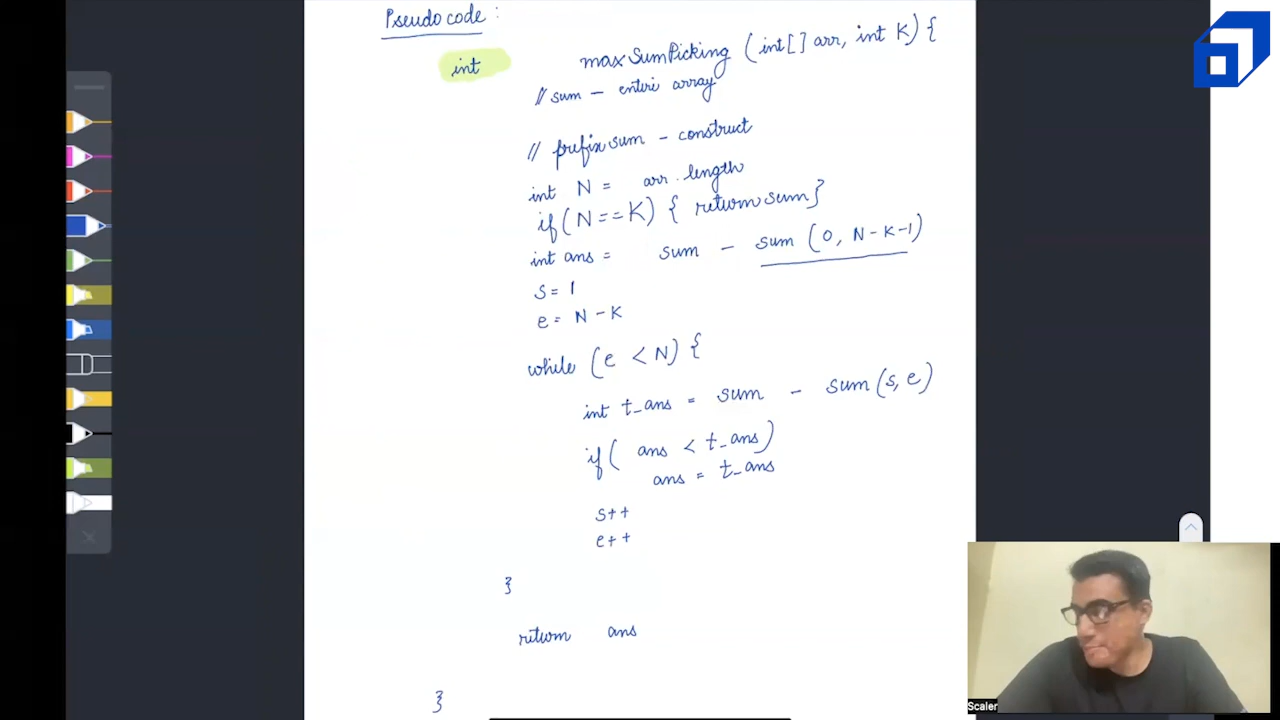 Pseudo code :
int maxSumPicking (int[] arr, int K) {
// sum - entire array
// prefix sum - construct
int N = arr.length
if(N==K) { return sum}
int ans = sum - sum (0, N-K-1)
s = 1
e = N-K
while (e < N) {
int t_ans = sum - sum(s, e)
if( ans < t_ans)
ans = t_ans
s++
e++
}
return ans
}
Scaler